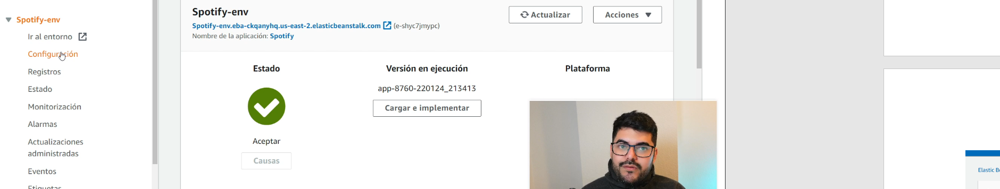 Spotify-env
Ir al entorno
Configuración
Registros
Estado
Monitorización
Alarmas
Actualizaciones
administradas
Eventos
Etiquetas
Spotify-env
Spotify-env.eba-ckqanyhq.us-east-2.elasticbeanstalk.com (e-shyc7jmypc)
Nombre de la aplicación: Spotify
Actualizar
Acciones
Estado
Aceptar
Causas
Versión en ejecución
app-8760-220124_213413
Cargar e implementar
Plataforma
Elastic